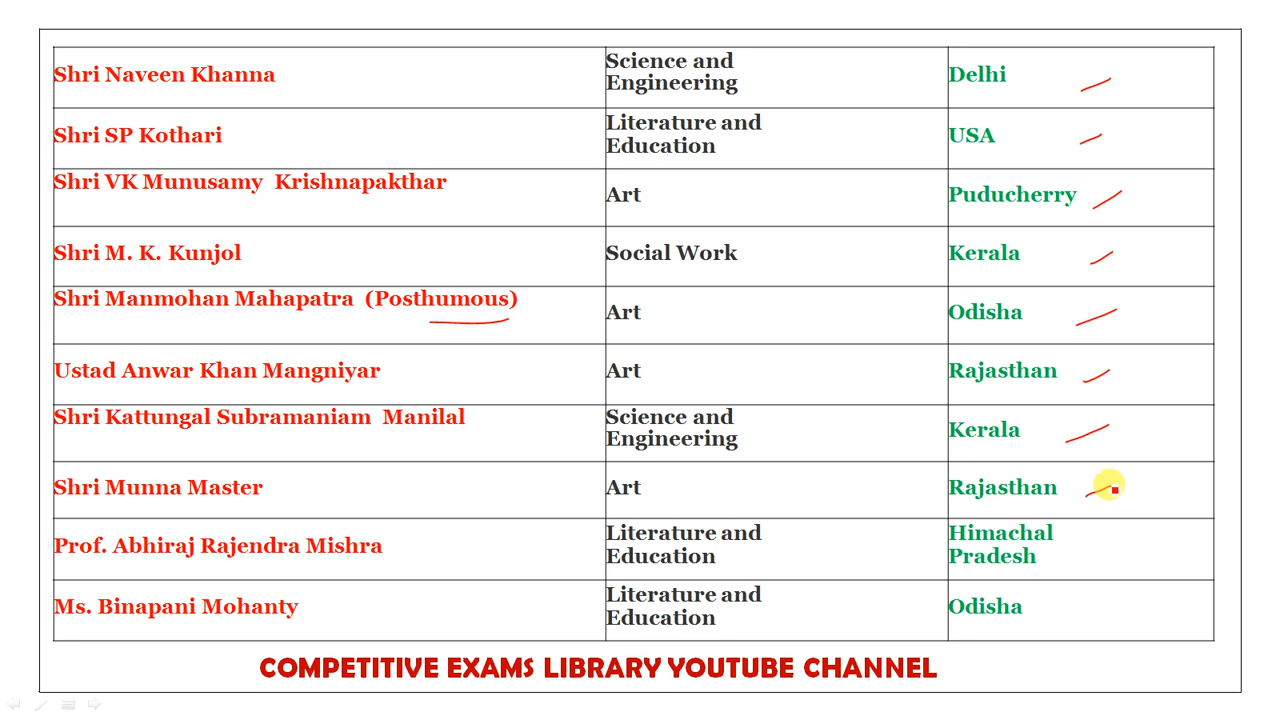 Shri Naveen Khanna
Science and
Engineering
Delhi
Shri SP Kothari
Literature and
Education
USA
Shri VK Munusamy Krishnapakthar
Art
Puducherry
Shri M. K. Kunjol
Social Work
Kerala
Shri Manmohan Mahapatra (Posthumous)
Art
Odisha
Ustad Anwar Khan Mangniyar
Art
Rajasthan
Shri Kattungal Subramaniam Manilal
Science and
Engineering
Kerala
Shri Munna Master
Art
Rajasthan
Prof. Abhiraj Rajendra Mishra
Literature and
Education
Himachal
Pradesh
Ms. Binapani Mohanty
Literature and
Education
Odisha
COMPETITIVE EXAMS LIBRARY YOUTUBE CHANNEL